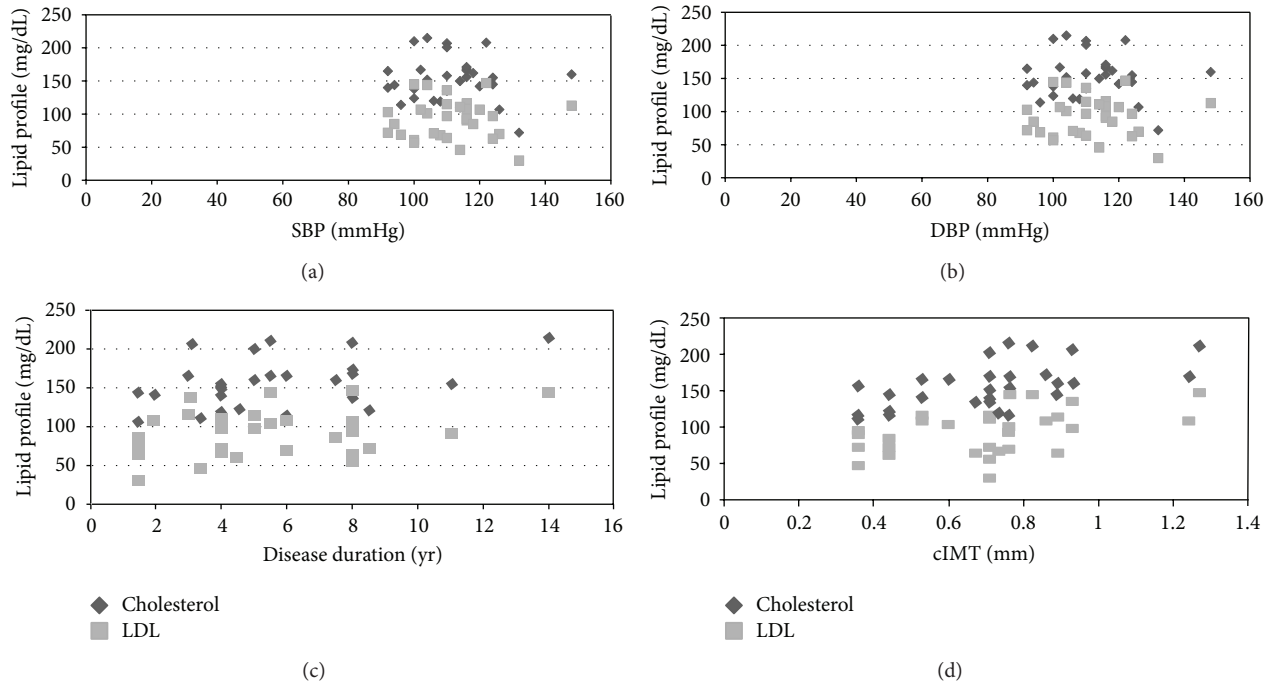 Lipid profile (mg/dL)
250
200
150
100
50
0
0 20 40 60 80 100 120 140 160
SBP (mmHg)
(a)
Lipid profile (mg/dL)
250
200
150
100
50
0
0 20 40 60 80 100 120 140 160
DBP (mmHg)
(b)
Lipid profile (mg/dL)
250
200
150
100
50
0
0 2 4 6 8 10 12 14 16
Disease duration (yr)
Cholesterol
LDL
(c)
Lipid profile (mg/dL)
250
200
150
100
50
0
0 0.2 0.4 0.6 0.8 1 1.2 1.4
cIMT (mm)
Cholesterol
LDL
(d)